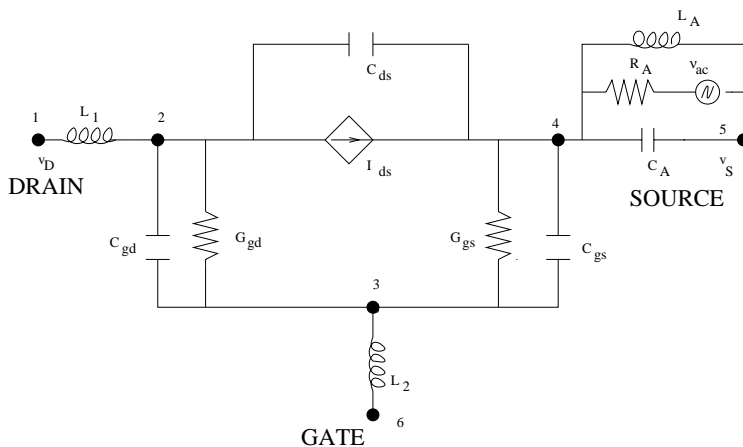 L A
R A
v ac
C ds
1
L 1
2
4
5
v D
I ds
C A
v S
DRAIN
SOURCE
C gd
G gd
G gs
C gs
3
L 2
6
GATE